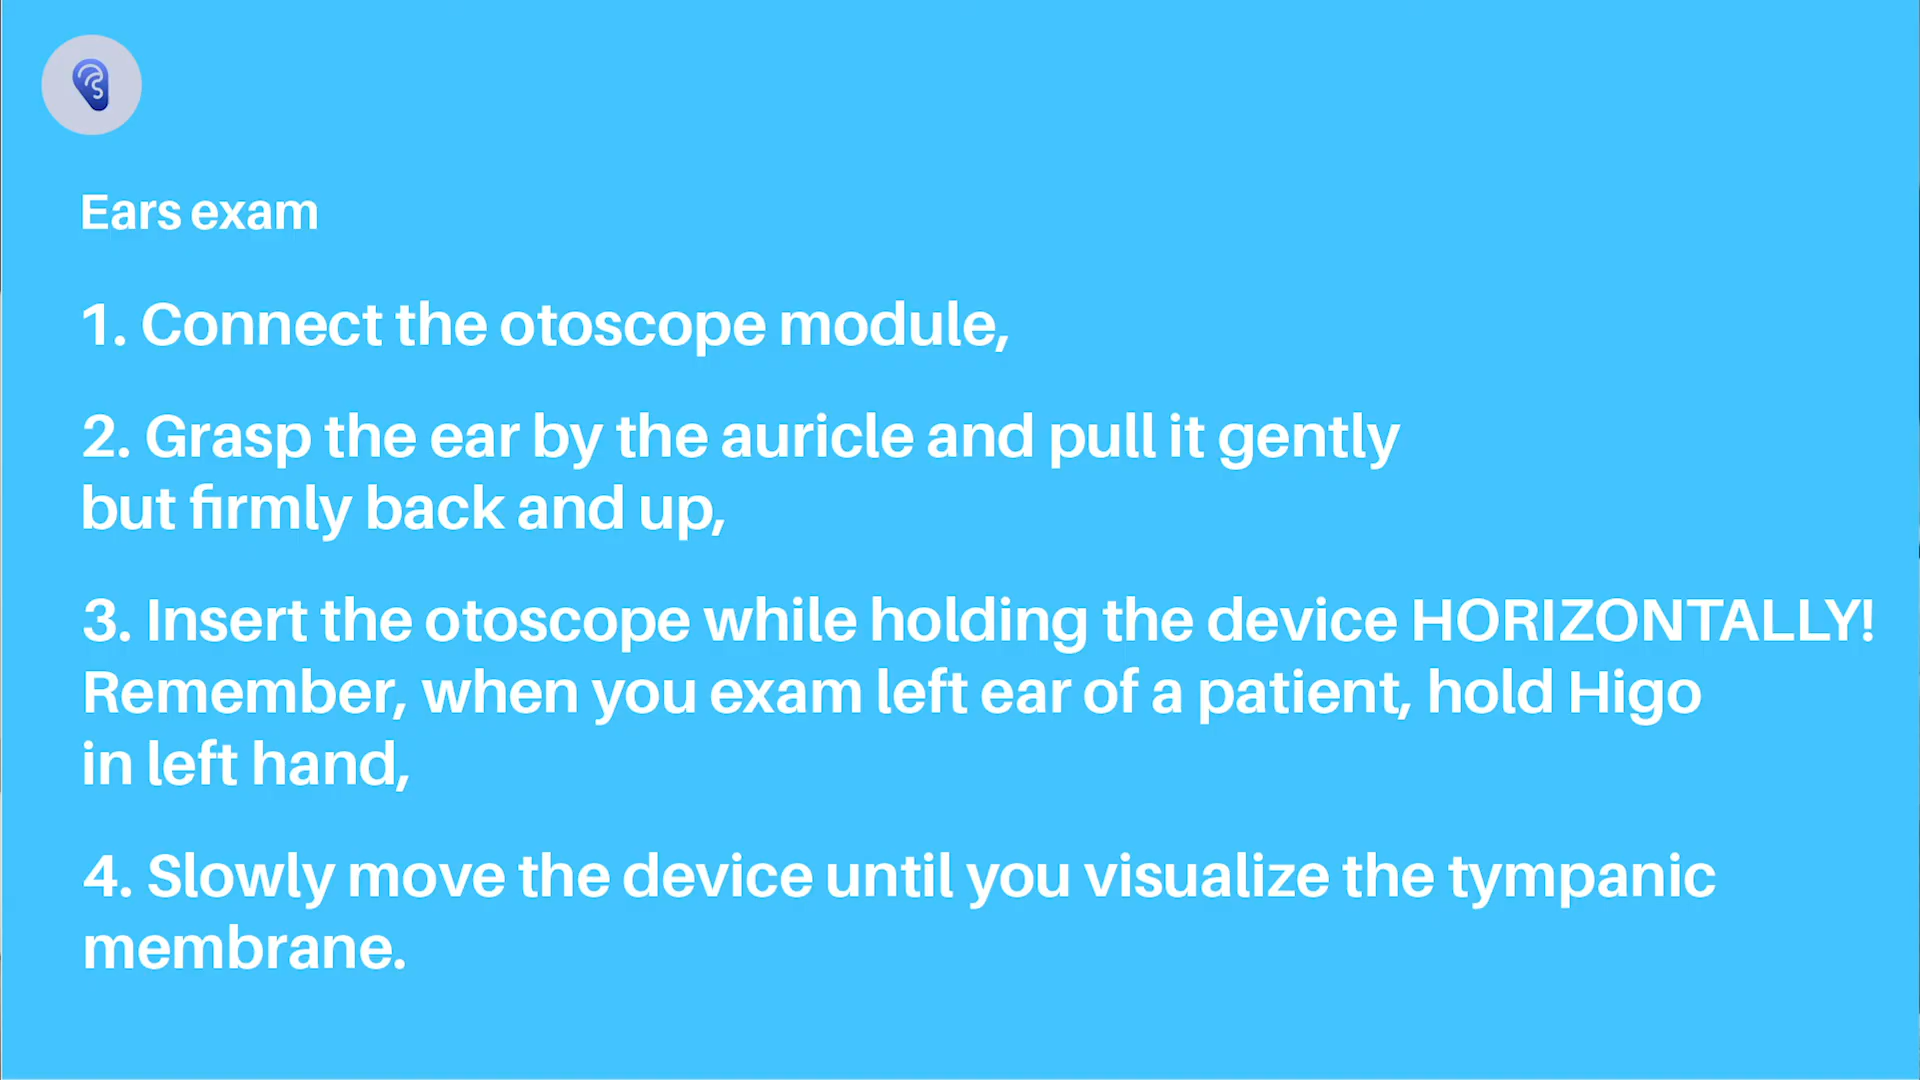 Ears exam
1. Connect the otoscope module,
2. Grasp the ear by the auricle and pull it gently
but firmly back and up,
3. Insert the otoscope while holding the device HORIZONTALLY!
Remember, when you exam left ear of a patient, hold Higo
in left hand,
4. Slowly move the device until you visualize the tympanic
membrane.